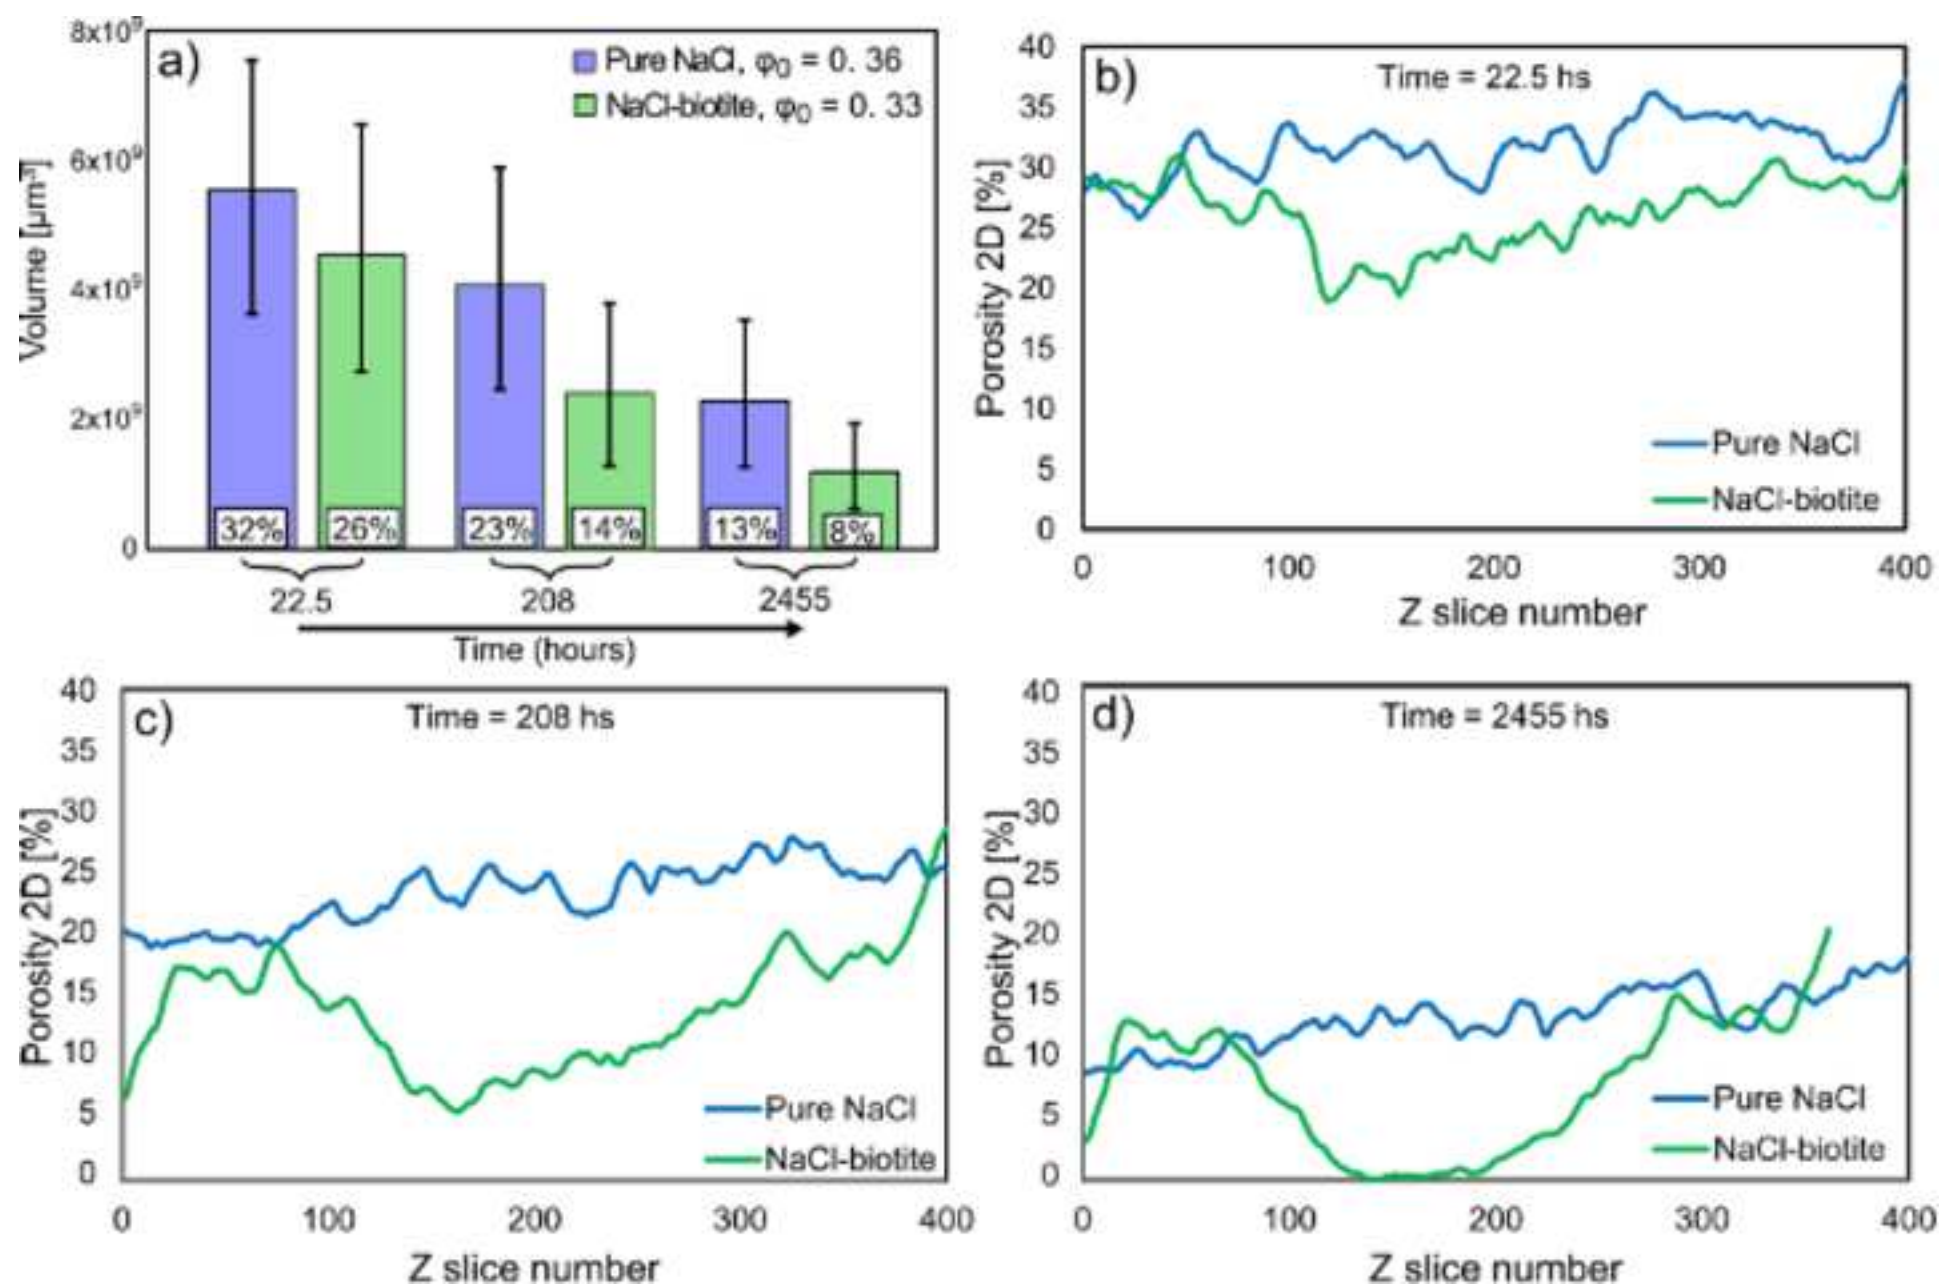 a)
Pure NaCl, φ0 = 0. 36
NaCl-biotite, φ0 = 0. 33
Volume [µm³]
8x10⁹
6x10⁹
4x10⁹
2x10⁹
0
32%
26%
23%
14%
13%
8%
22.5
208
2455
Time (hours)
b)
Time = 22.5 hs
Porosity 2D [%]
40
35
30
25
20
15
10
5
0
Pure NaCl
NaCl-biotite
0
100
200
300
400
Z slice number
c)
Time = 208 hs
Porosity 2D [%]
40
35
30
25
20
15
10
5
0
Pure NaCl
NaCl-biotite
0
100
200
300
400
Z slice number
d)
Time = 2455 hs
Porosity 2D [%]
40
35
30
25
20
15
10
5
0
Pure NaCl
NaCl-biotite
0
100
200
300
400
Z slice number